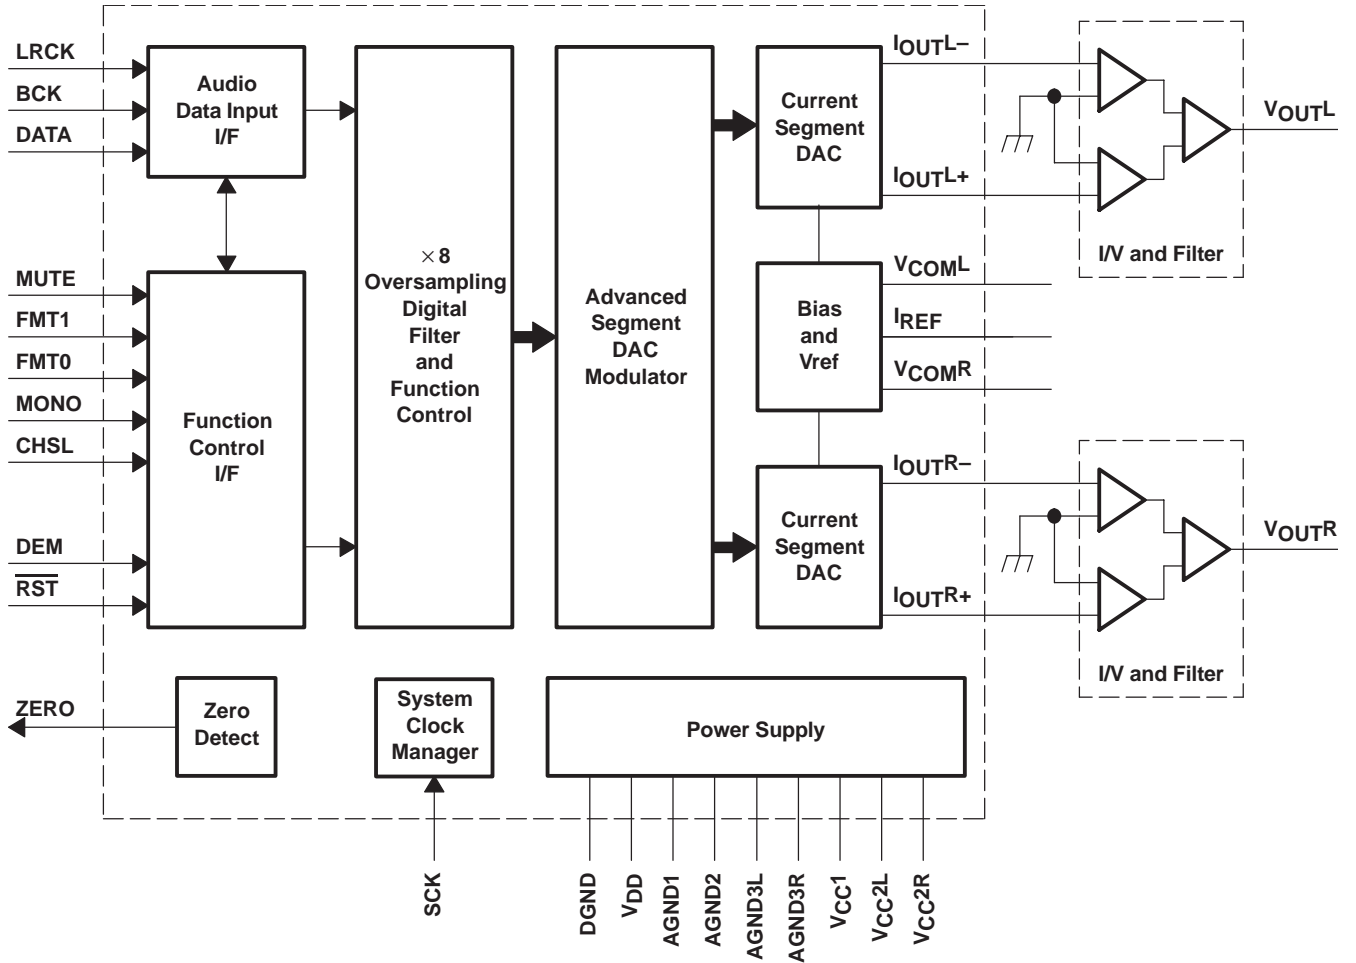 LRCK
BCK
DATA
Audio
Data Input
I/F
MUTE
FMT1
FMT0
MONO
CHSL
DEM
RST
Function
Control
I/F
× 8
Oversampling
Digital
Filter
and
Function
Control
Advanced
Segment
DAC
Modulator
Current
Segment
DAC
Bias
and
Vref
Current
Segment
DAC
IOUTL–
IOUTL+
VCOML
IREF
VCOMR
IOUTR–
IOUTR+
I/V and Filter
VOUTL
I/V and Filter
VOUTR
ZERO
Zero
Detect
System
Clock
Manager
SCK
Power Supply
DGND
VDD
AGND1
AGND2
AGND3L
AGND3R
VCC1
VCC2L
VCC2R